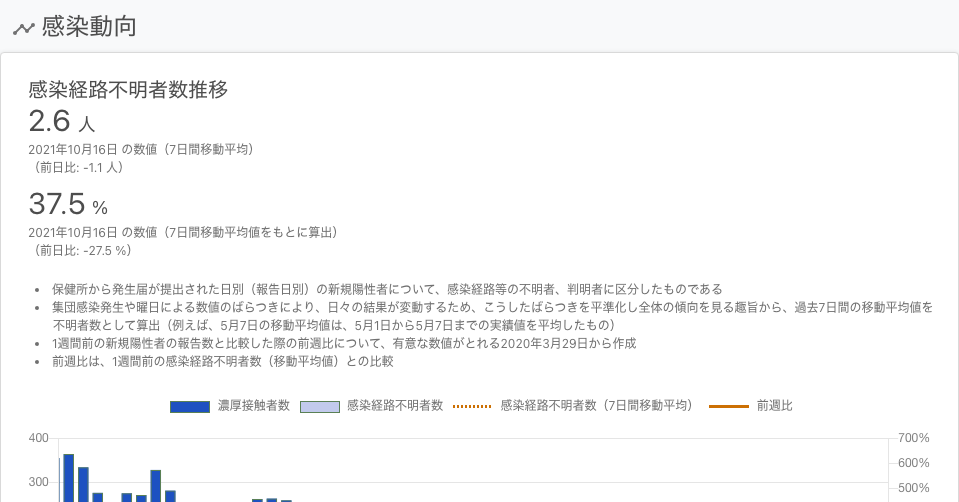 感染動向
感染経路不明者数推移
2.6 人
2021年10月16日 の数値（7日間移動平均）
（前日比: -1.1 人）
37.5 %
2021年10月16日 の数値（7日間移動平均値をもとに算出）
（前日比: -27.5 %）
• 保健所から発生届が提出された日別（報告日別）の新規陽性者について、感染経路等の不明者、判明者に区分したものである
• 集団感染発生や曜日による数値のばらつきにより、日々の結果が変動するため、こうしたばらつきを平準化し全体の傾向を見る趣旨から、過去7日間の移動平均値を
不明者数として算出（例えば、5月7日の移動平均値は、5月1日から5月7日までの実績値を平均したもの）
• 1週間前の新規陽性者の報告数と比較した際の前週比について、有意な数値がとれる2020年3月29日から作成
• 前週比は、1週間前の感染経路不明者数（移動平均値）との比較
濃厚接触者数 感染経路不明者数 感染経路不明者数（7日間移動平均） 前週比
400 700%
600%
300 500%